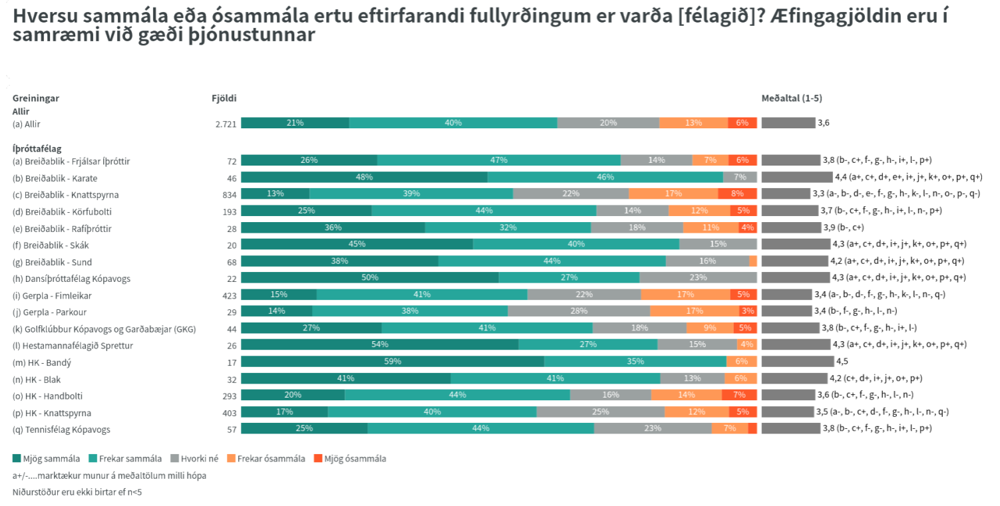 Hversu sammála eða ósammála ertu eftirfarandi fullyrðingum er varða [félagið]? Æfingagjöldin eru í
samræmi við gæði þjónustunnar
Greiningar Fjöldi Meðaltal (1-5)
Allir
(a) Allir 2.721 21% 40% 20% 13% 6% 3,6
Íþróttafélag
(a) Breiðablik - Frjálsar Íþróttir 72 26% 47% 14% 7% 6% 3,8 (b-, c+, f-, g-, h-, i+, l-, p+)
(b) Breiðablik - Karate 46 48% 46% 7% 4,4 (a+, c+, d+, e+, i+, j+, k+, o+, p+, q+)
(c) Breiðablik - Knattspyrna 834 13% 39% 22% 17% 8% 3,3 (a-, b-, d-, e-, f-, g-, h-, k-, l-, n-, o-, p-, q-)
(d) Breiðablik - Körfubolti 193 25% 44% 14% 12% 5% 3,7 (b-, c+, f-, g-, h-, i+, l-, n-, p+)
(e) Breiðablik - Rafíþróttir 28 36% 32% 18% 11% 4% 3,9 (b-, c+)
(f) Breiðablik - Skák 20 45% 40% 15% 4,3 (a+, c+, d+, i+, j+, k+, o+, p+, q+)
(g) Breiðablik - Sund 68 38% 44% 16% 4,2 (a+, c+, d+, i+, j+, k+, o+, p+, q+)
(h) Dansíþróttafélag Kópavogs 22 50% 27% 23% 4,3 (a+, c+, d+, i+, j+, k+, o+, p+, q+)
(i) Gerpla - Fimleikar 423 15% 41% 22% 17% 5% 3,4 (a-, b-, d-, f-, g-, h-, k-, l-, n-, q-)
(j) Gerpla - Parkour 29 14% 38% 28% 17% 3% 3,4 (b-, f-, g-, h-, l-, n-)
(k) Golfklúbbur Kópavogs og Garðabæjar (GKG) 44 27% 41% 18% 9% 5% 3,8 (b-, c+, f-, g-, h-, i+, l-)
(l) Hestamannafélagið Sprettur 26 54% 27% 15% 4% 4,3 (a+, c+, d+, i+, j+, k+, o+, p+, q+)
(m) HK - Bandý 17 59% 35% 6% 4,5
(n) HK - Blak 32 41% 41% 13% 6% 4,2 (c+, d+, i+, j+, o+, p+)
(o) HK - Handbolti 293 20% 44% 16% 14% 7% 3,6 (b-, c+, f-, g-, h-, l-, n-)
(p) HK - Knattspyrna 403 17% 40% 25% 12% 5% 3,5 (a-, b-, c+, d-, f-, g-, h-, l-, n-, q-)
(q) Tennisfélag Kópavogs 57 25% 44% 23% 7% 3,8 (b-, c+, f-, g-, h-, i+, l-, p+)
Mjög sammála Frekar sammála Hvorki né Frekar ósammála Mjög ósammála
a+/-....marktækur munur á meðaltölum milli hópa
Niðurstöður eru ekki birtar ef n<5